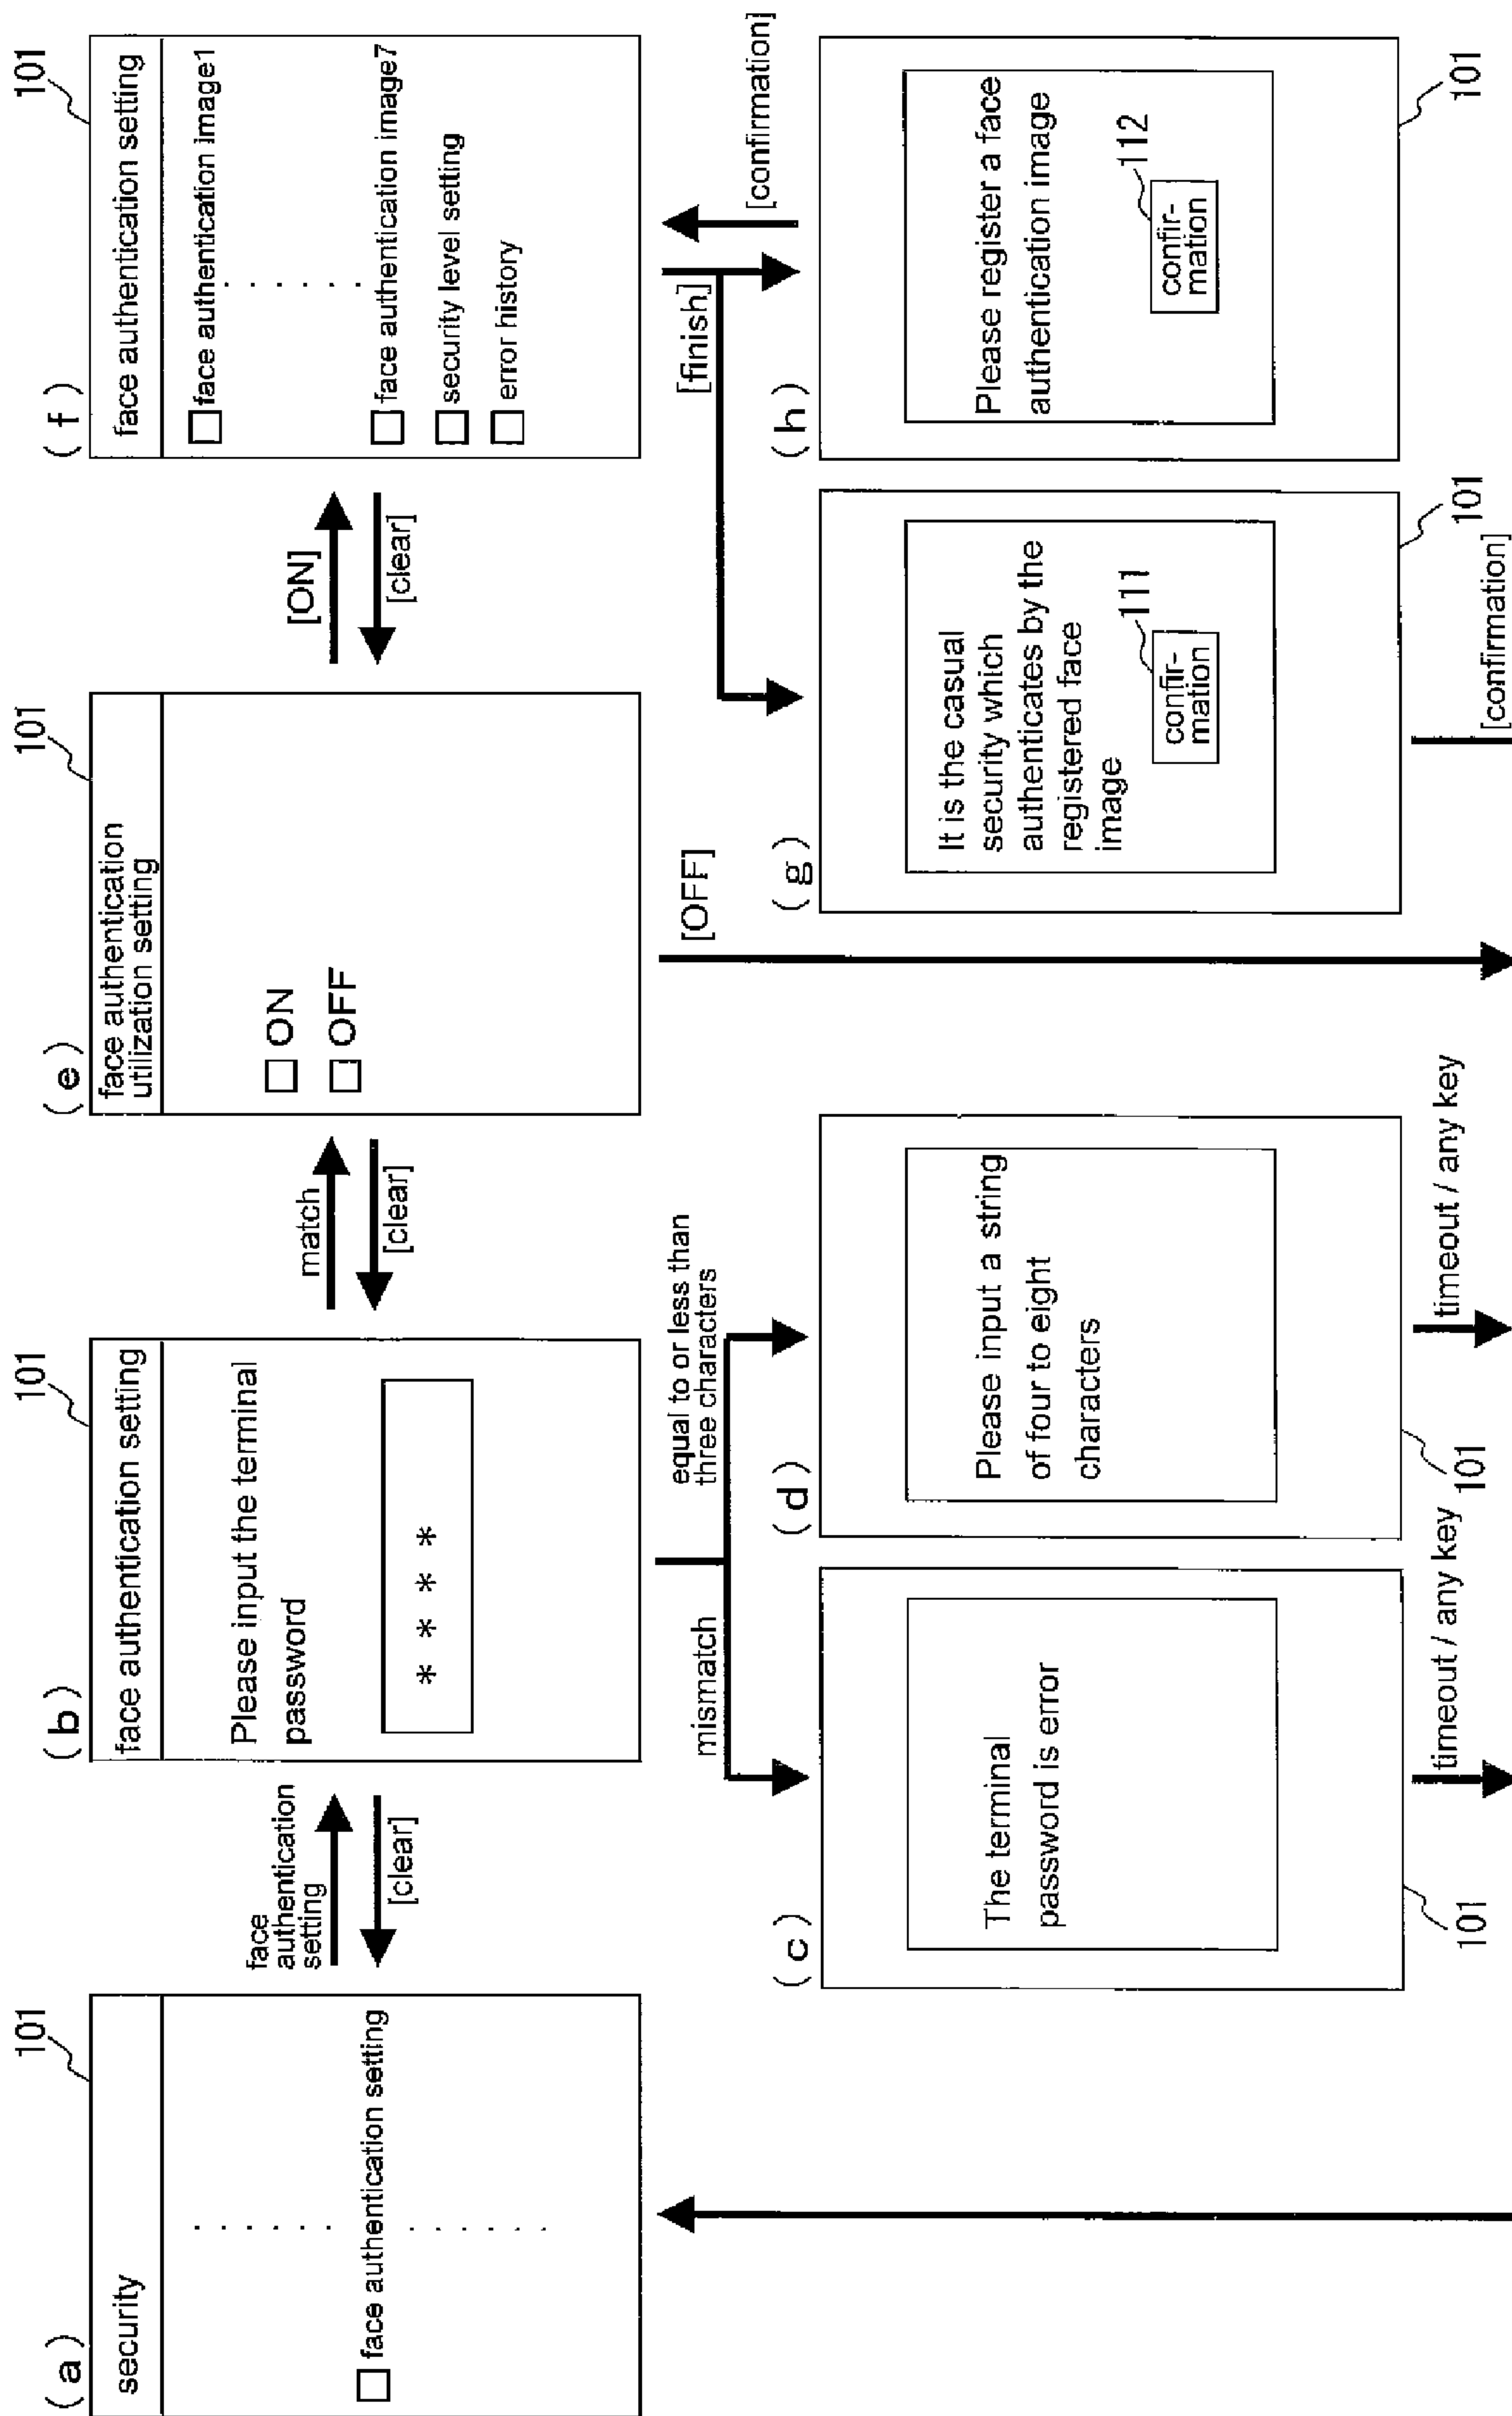 (a)
101
security
face authentication setting
face
authentication
setting
[clear]
(b)
101
face authentication setting
Please input the terminal
password
* * * *
match
[clear]
(e)
101
face authentication
utilization setting
ON
OFF
[ON]
[clear]
(f)
101
face authentication setting
face authentication image1
face authentication image7
security level setting
error history
mismatch
equal to or less than
three characters
[OFF]
[finish]
[confirmation]
(c)
The terminal
password is error
101
timeout / any key
(d)
Please input a string
of four to eight
characters
101
timeout / any key
(g)
It is the casual
security which
authenticates by the
registered face
image
111
confir-
mation
101
[confirmation]
(h)
Please register a face
authentication image
112
confir-
mation
101